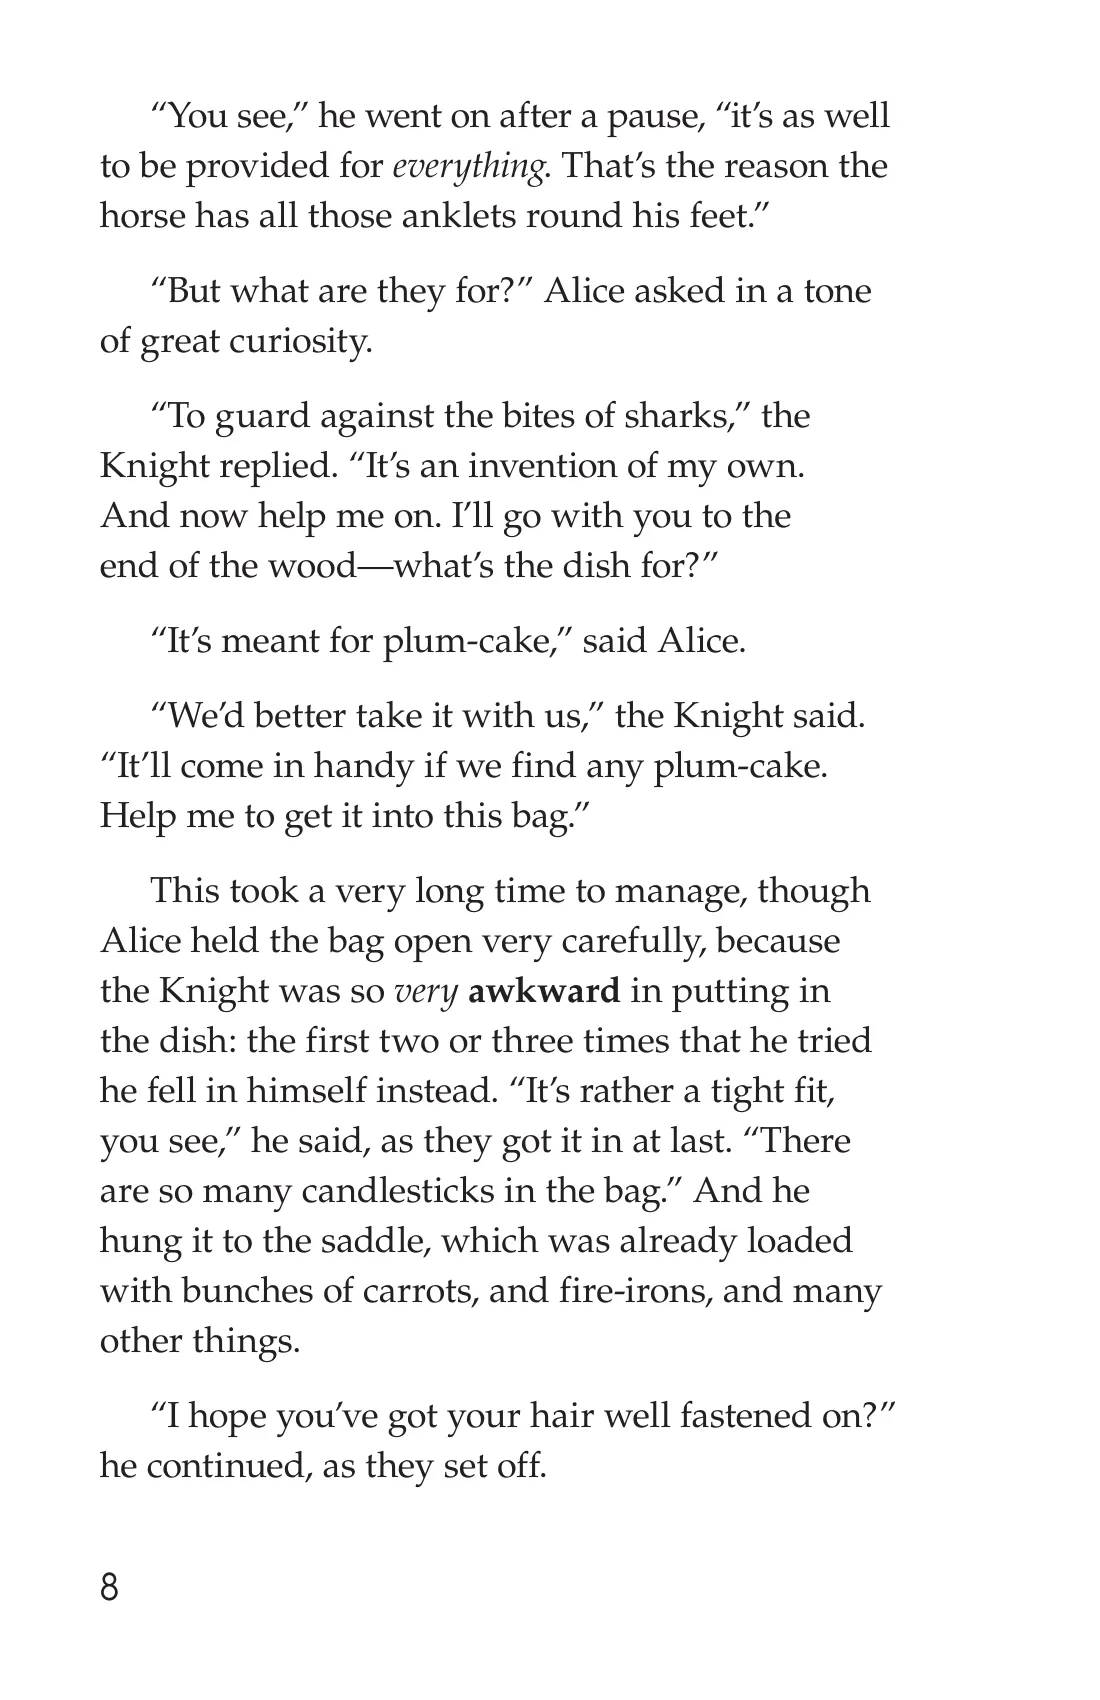 “You see,” he went on after a pause, “it’s as well
to be provided for everything. That’s the reason the
horse has all those anklets round his feet.”
“But what are they for?” Alice asked in a tone
of great curiosity.
“To guard against the bites of sharks,” the
Knight replied. “It’s an invention of my own.
And now help me on. I’ll go with you to the
end of the wood—what’s the dish for?”
“It’s meant for plum-cake,” said Alice.
“We’d better take it with us,” the Knight said.
“It’ll come in handy if we find any plum-cake.
Help me to get it into this bag.”
This took a very long time to manage, though
Alice held the bag open very carefully, because
the Knight was so very awkward in putting in
the dish: the first two or three times that he tried
he fell in himself instead. “It’s rather a tight fit,
you see,” he said, as they got it in at last. “There
are so many candlesticks in the bag.” And he
hung it to the saddle, which was already loaded
with bunches of carrots, and fire-irons, and many
other things.
“I hope you’ve got your hair well fastened on?”
he continued, as they set off.
8